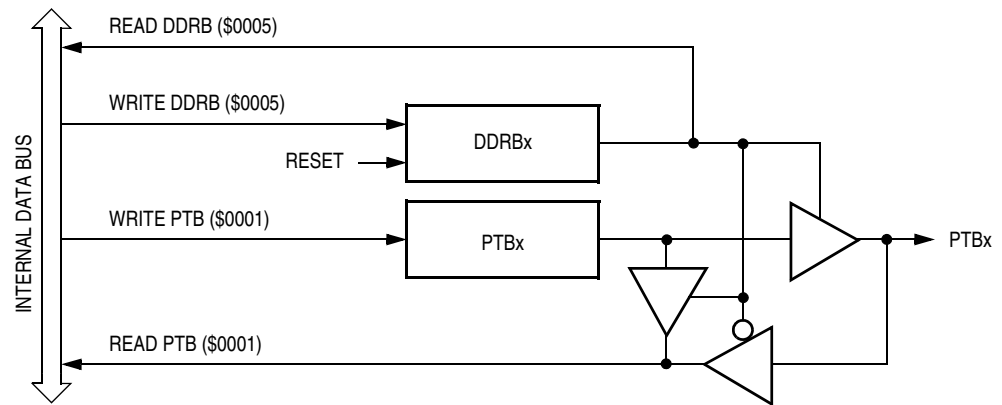 READ DDRB ($0005)
WRITE DDRB ($0005)
DDRBx
RESET
WRITE PTB ($0001)
PTBx
PTBx
READ PTB ($0001)
INTERNAL DATA BUS